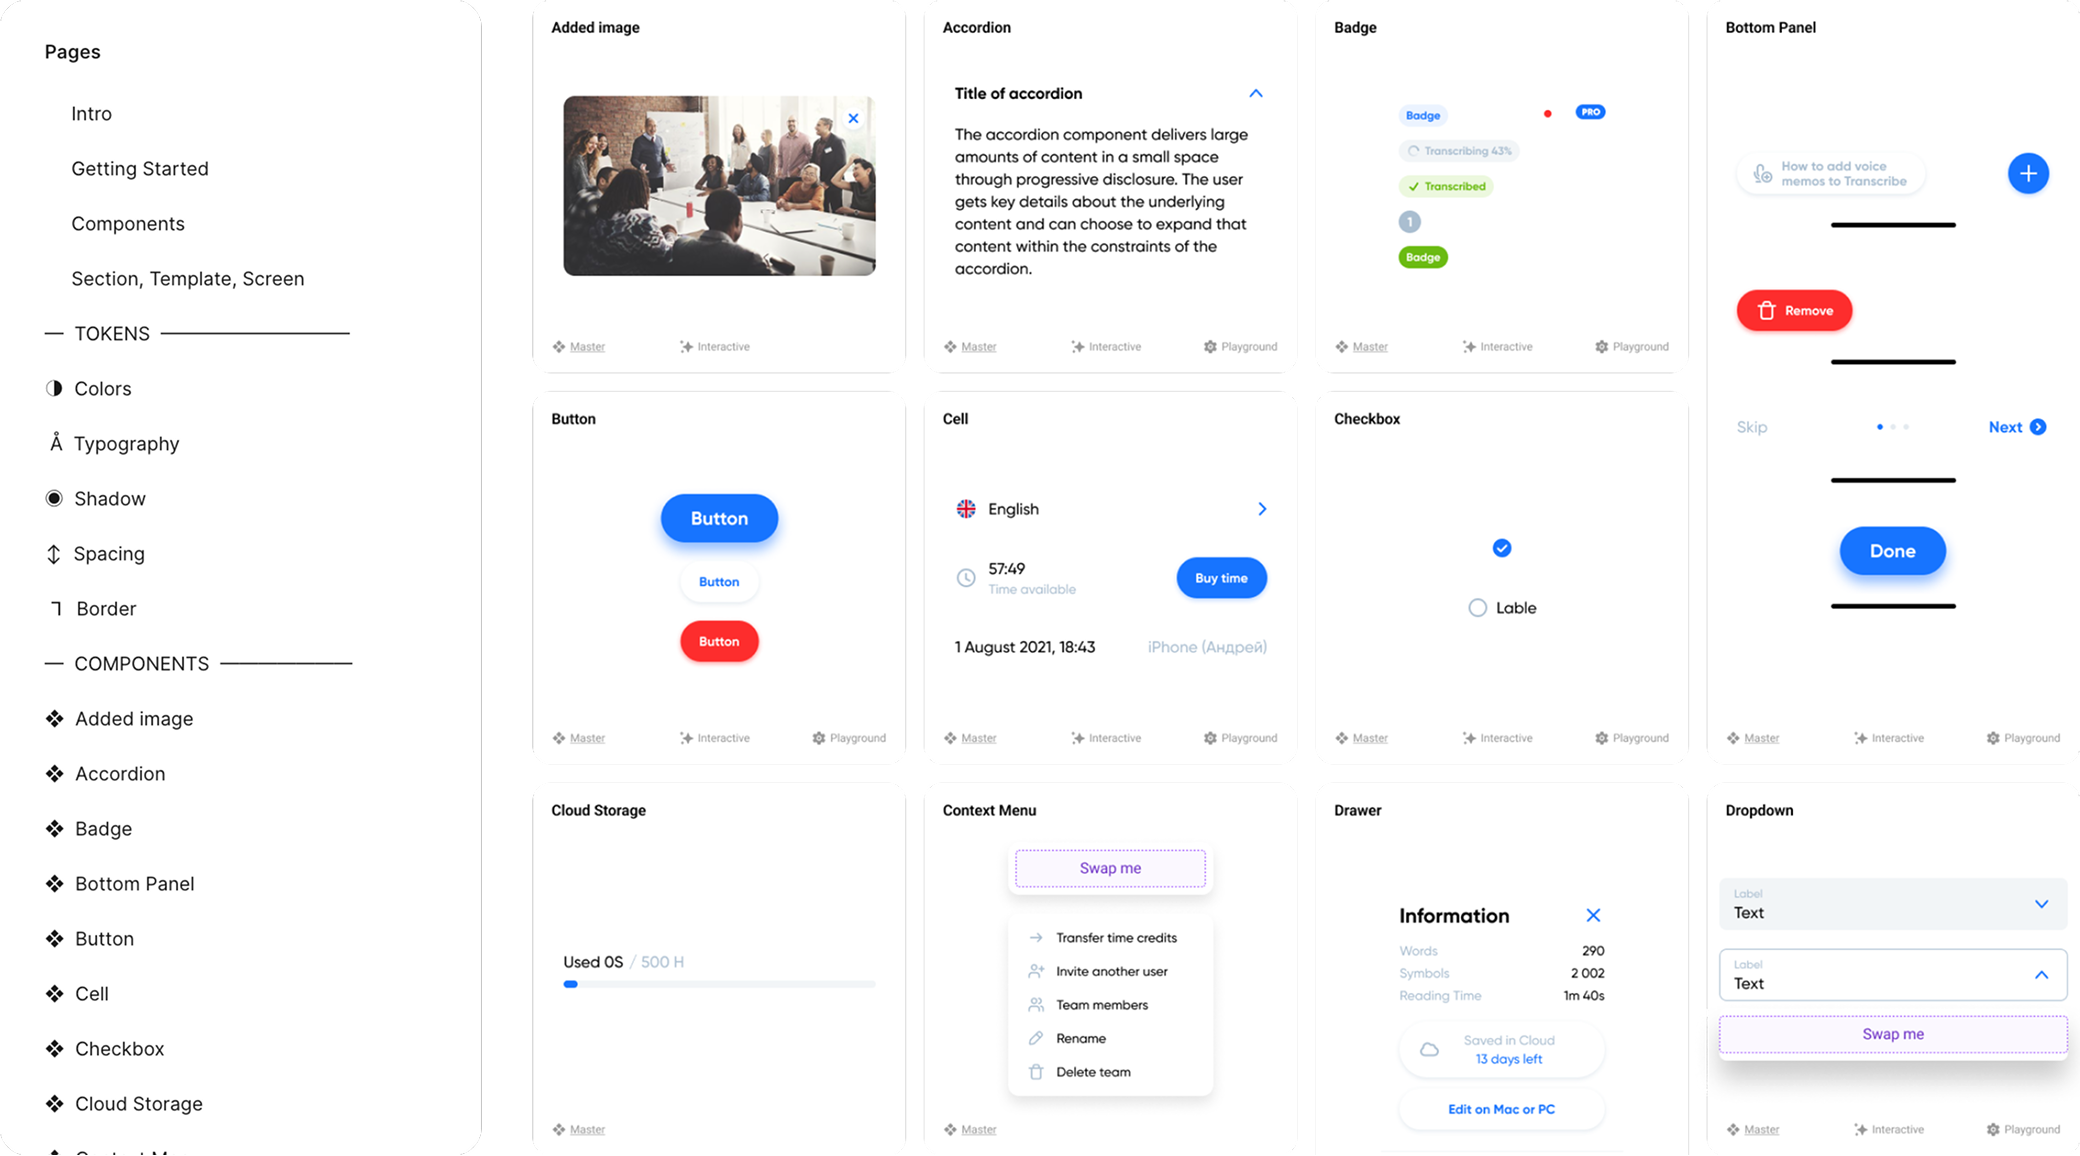 Pages
Intro
Getting Started
Components
Section, Template, Screen
TOKENS
Colors
Typography
Shadow
Spacing
Border
COMPONENTS
Added image
Accordion
Badge
Bottom Panel
Button
Cell
Checkbox
Cloud Storage
Added image
Master
Interactive
Accordion
Title of accordion
The accordion component delivers large
amounts of content in a small space
through progressive disclosure. The user
gets key details about the underlying
content and can choose to expand that
content within the constraints of the
accordion.
Master
Interactive
Playground
Badge
Badge
PRO
Transcribing 43%
Transcribed
1
Badge
Master
Interactive
Playground
Bottom Panel
How to add voice
memos to Transcribe
Remove
Skip
Next
Done
Master
Interactive
Playground
Button
Button
Button
Button
Master
Interactive
Playground
Cell
English
57:49
Time available
Buy time
1 August 2021, 18:43
iPhone (Андрей)
Master
Interactive
Playground
Checkbox
Lable
Master
Interactive
Playground
Cloud Storage
Used 0S / 500 H
Master
Context Menu
Swap me
Transfer time credits
Invite another user
Team members
Rename
Delete team
Master
Drawer
Information
Words 290
Symbols 2 002
Reading Time 1m 40s
Saved in Cloud
13 days left
Edit on Mac or PC
Dropdown
Label
Text
Label
Text
Swap me
Master
Interactive
Playground